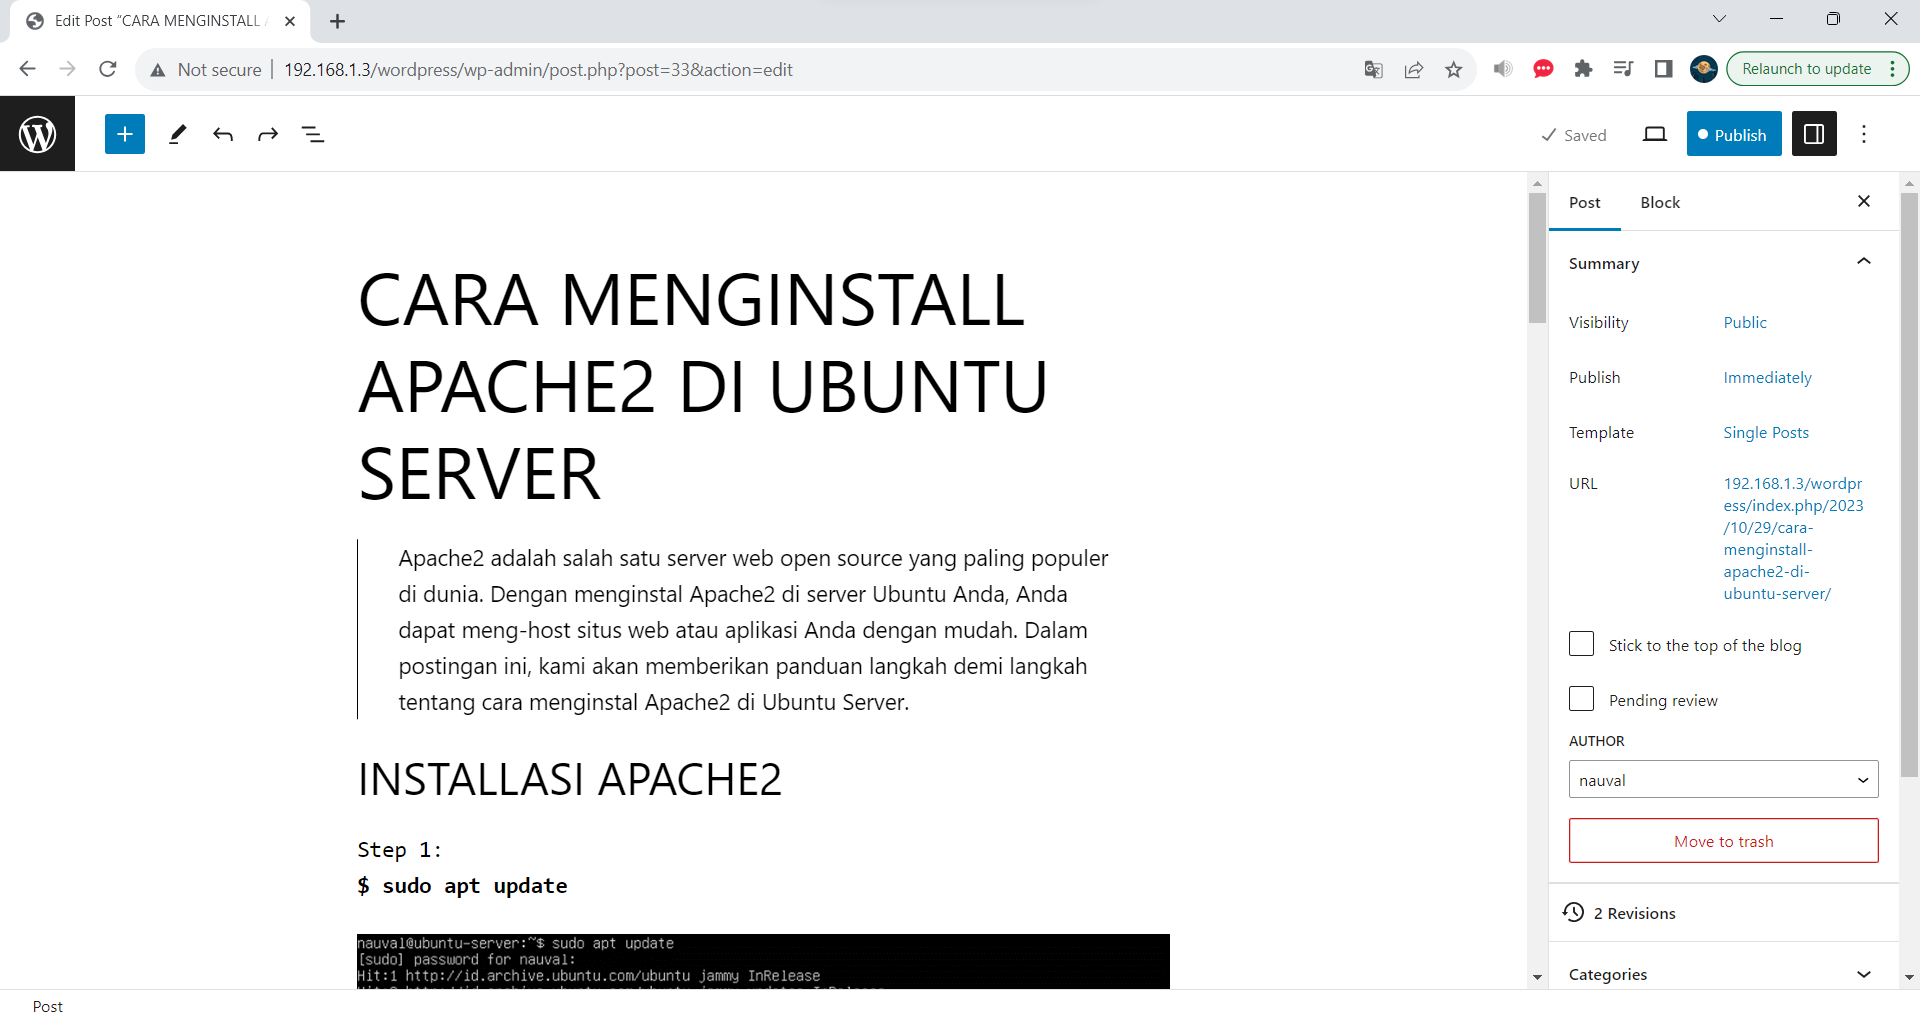 Edit Post “CARA MENGINSTALL
Not secure
192.168.1.3/wordpress/wp-admin/post.php?post=33&action=edit
Relaunch to update
Saved
Publish
CARA MENGINSTALL
APACHE2 DI UBUNTU
SERVER
Apache2 adalah salah satu server web open source yang paling populer
di dunia. Dengan menginstal Apache2 di server Ubuntu Anda, Anda
dapat meng-host situs web atau aplikasi Anda dengan mudah. Dalam
postingan ini, kami akan memberikan panduan langkah demi langkah
tentang cara menginstal Apache2 di Ubuntu Server.
INSTALLASI APACHE2
Step 1:
$ sudo apt update
nauval@ubuntu-server:~$ sudo apt update
[sudo] password for nauval:
Hit:1 http://id.archive.ubuntu.com/ubuntu jammy InRelease
Post
Block
Summary
Visibility
Public
Publish
Immediately
Template
Single Posts
URL
192.168.1.3/wordpr
ess/index.php/2023
/10/29/cara-
menginstall-
apache2-di-
ubuntu-server/
Stick to the top of the blog
Pending review
AUTHOR
nauval
Move to trash
2 Revisions
Categories
Post